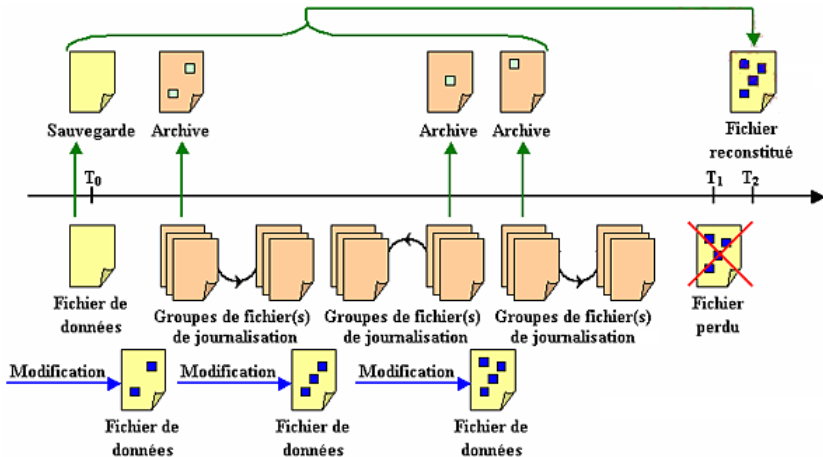 Sauvegarde
Archive
Archive
Archive
Fichier
reconstitué
T0
T1
T2
Fichier de
données
Groupes de fichier(s)
de journalisation
Groupes de fichier(s)
de journalisation
Groupes de fichier(s)
de journalisation
Fichier
perdu
Modification
Fichier de
données
Modification
Fichier de
données
Modification
Fichier de
données